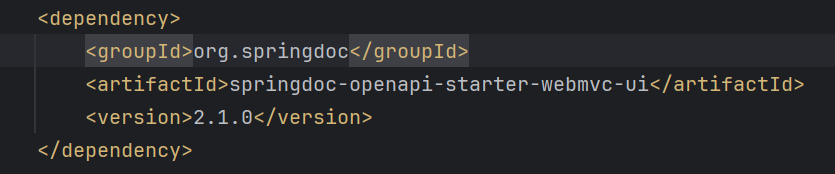 <dependency>
<groupId>org.springdoc</groupId>
<artifactId>springdoc-openapi-starter-webmvc-ui</artifactId>
<version>2.1.0</version>
</dependency>